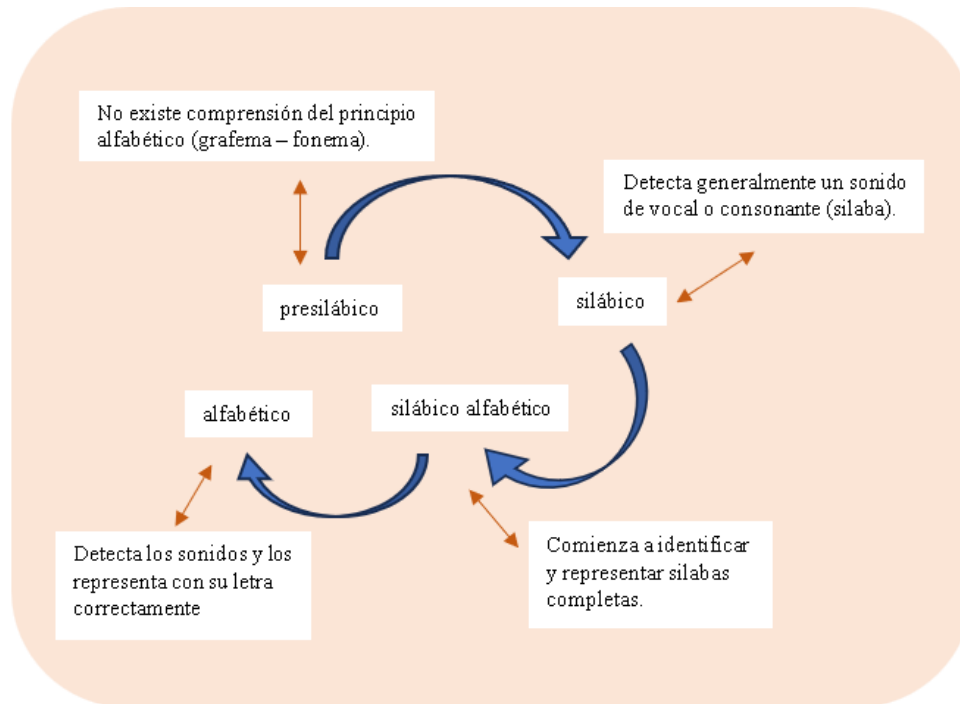 No existe comprensión del principio
alfabético (grafema – fonema).
Detecta generalmente un sonido
de vocal o consonante (silaba).
presilábico
silábico
alfabético
silábico alfabético
Detecta los sonidos y los
representa con su letra
correctamente
Comienza a identificar
y representar silabas
completas.